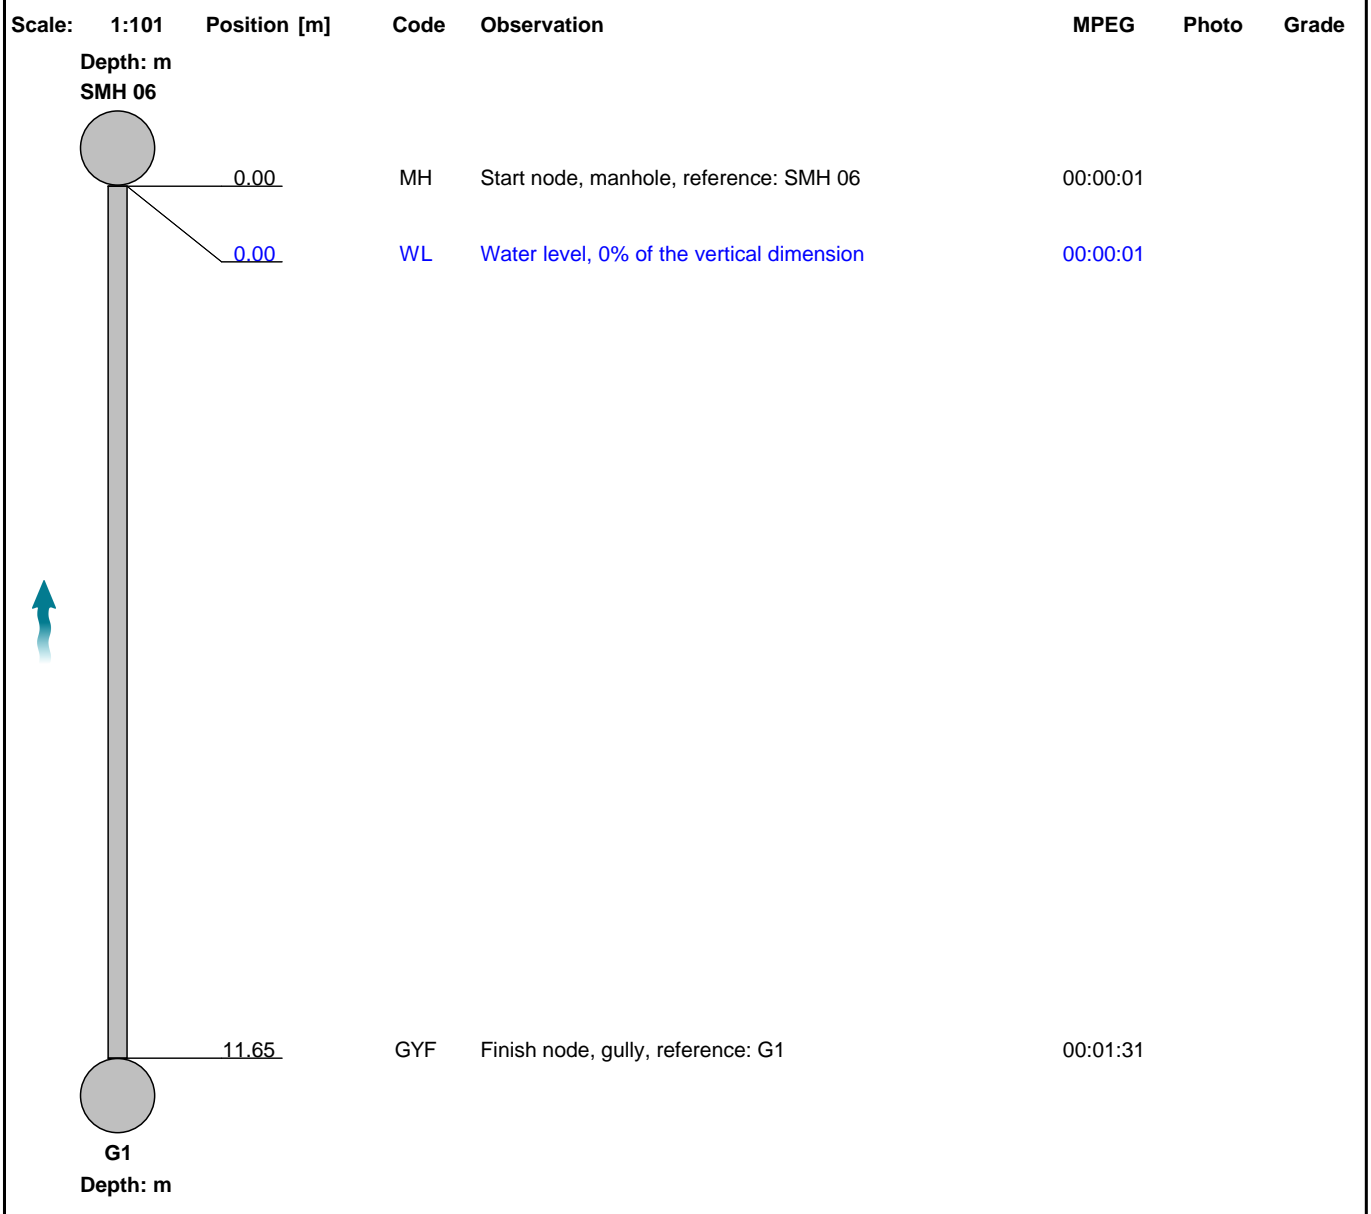 Scale: 1:101 Position [m] Code Observation MPEG Photo Grade
Depth: m
SMH 06
0.00 MH Start node, manhole, reference: SMH 06 00:00:01
0.00 WL Water level, 0% of the vertical dimension 00:00:01
11.65 GYF Finish node, gully, reference: G1 00:01:31
G1
Depth: m